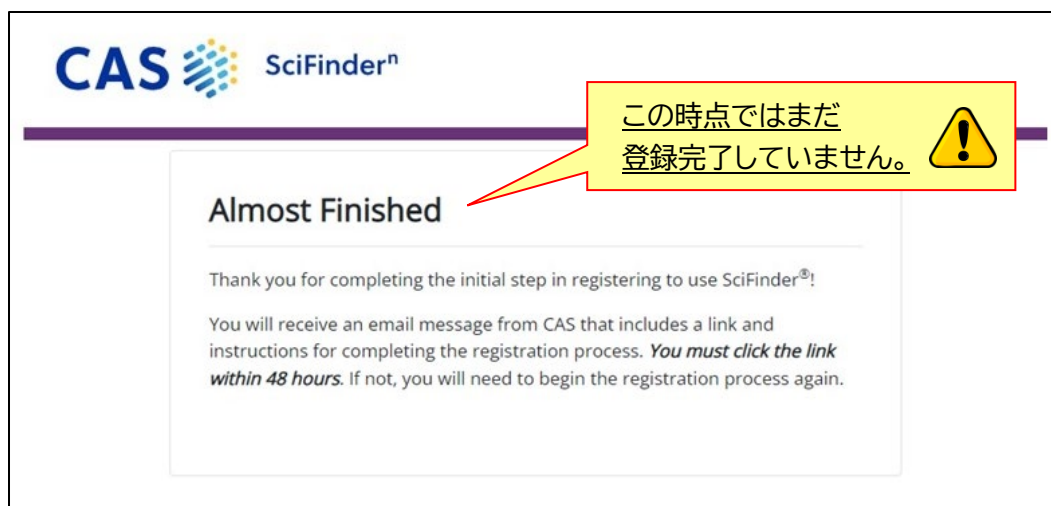 CAS SciFinderⁿ
この時点ではまだ
登録完了していません。
Almost Finished
Thank you for completing the initial step in registering to use SciFinder®!
You will receive an email message from CAS that includes a link and
instructions for completing the registration process. You must click the link
within 48 hours. If not, you will need to begin the registration process again.